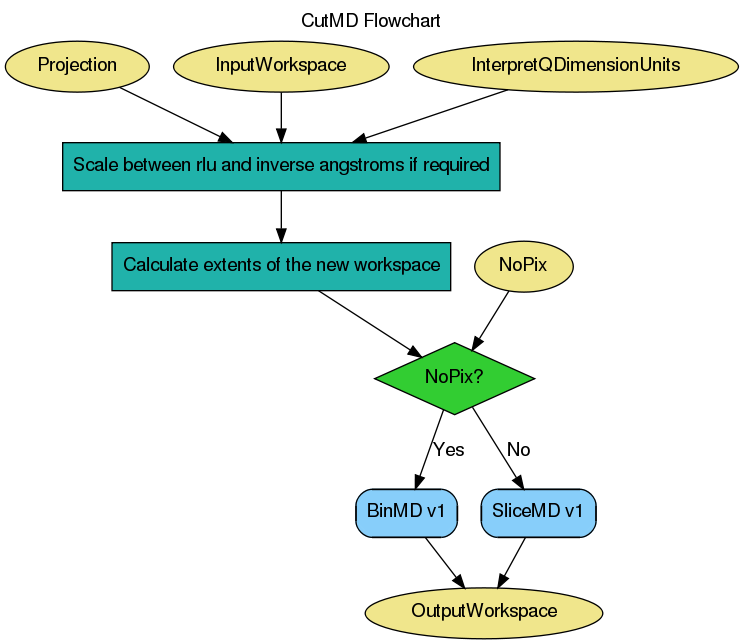 CutMD Flowchart
Projection
InputWorkspace
InterpretQDimensionUnits
Scale between rlu and inverse angstroms if required
Calculate extents of the new workspace
NoPix
NoPix?
Yes
No
BinMD v1
SliceMD v1
OutputWorkspace